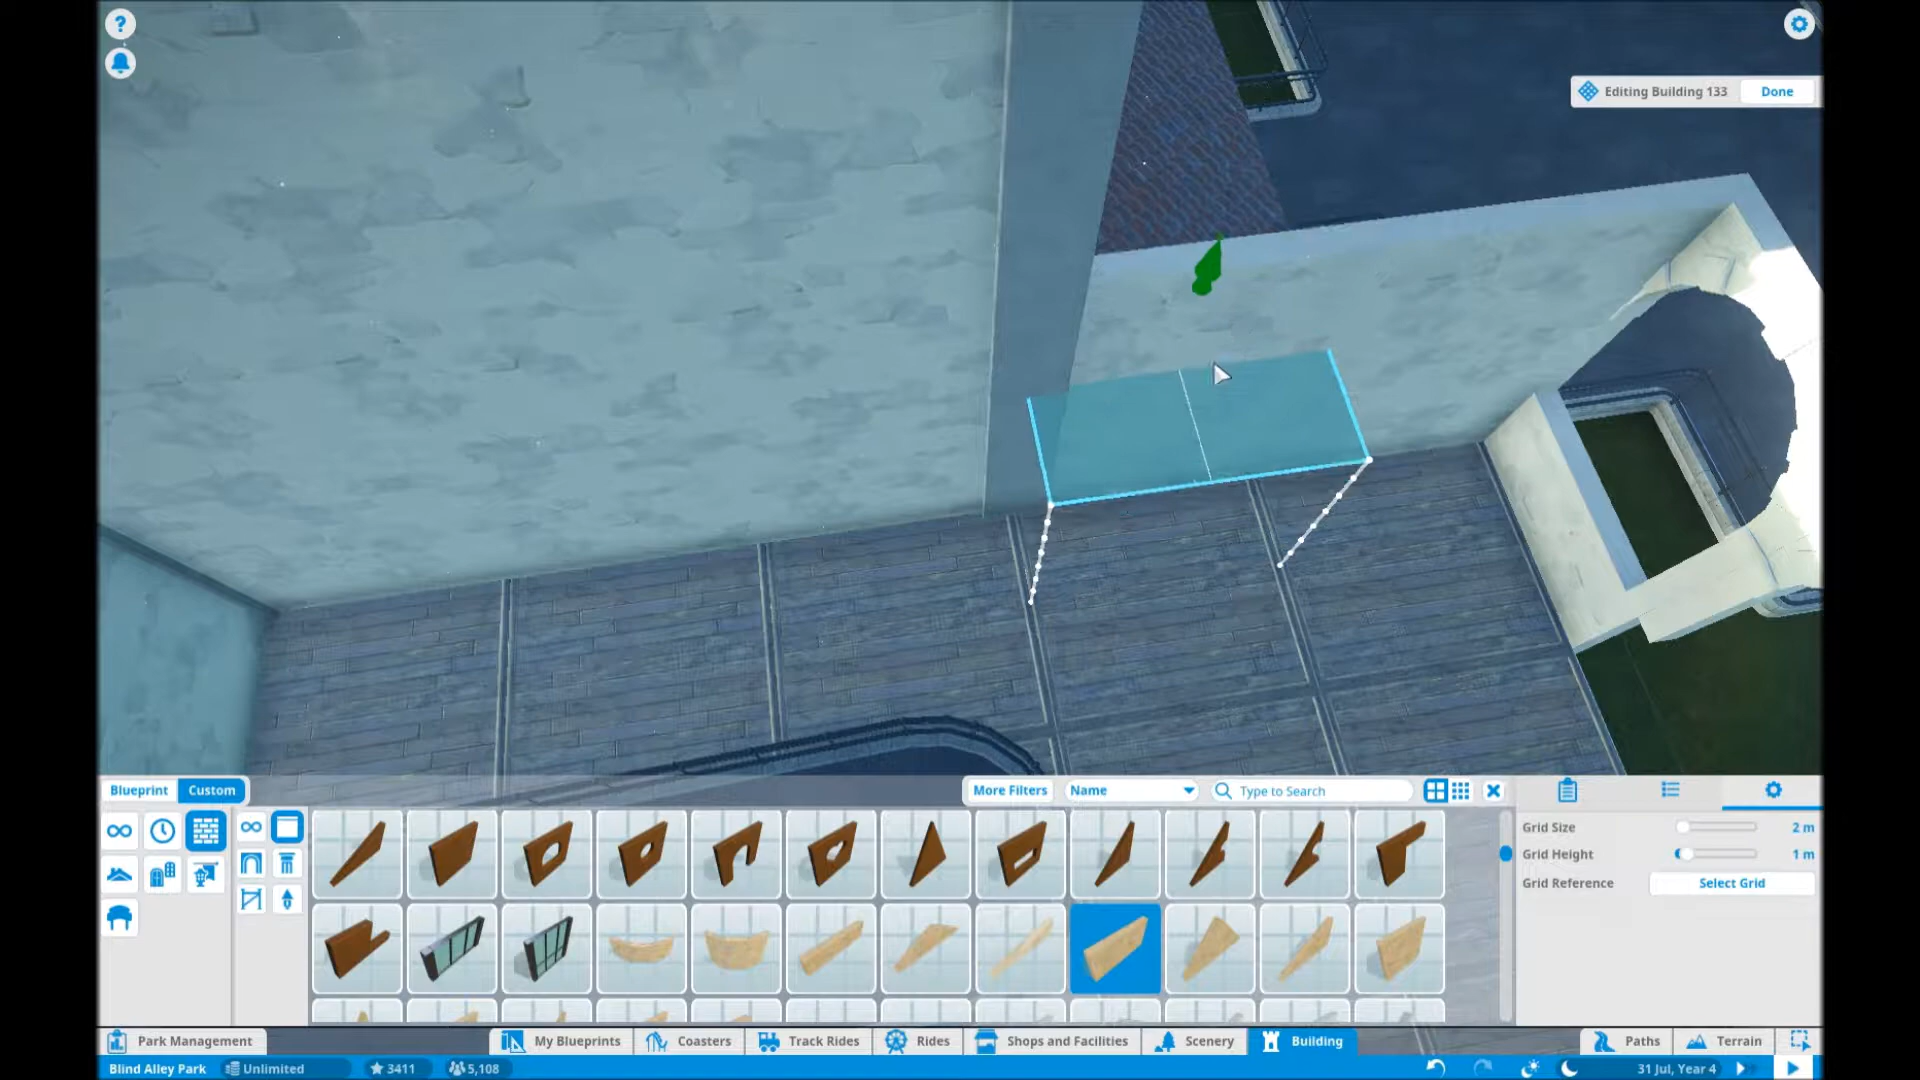 ?
Editing Building 133
Done
Blueprint
Custom
More Filters
Name
Type to Search
Grid Size
2 m
Grid Height
1 m
Grid Reference
Select Grid
Park Management
My Blueprints
Coasters
Track Rides
Rides
Shops and Facilities
Scenery
Building
Paths
Terrain
Blind Alley Park
Unlimited
3411
5,108
31 Jul, Year 4